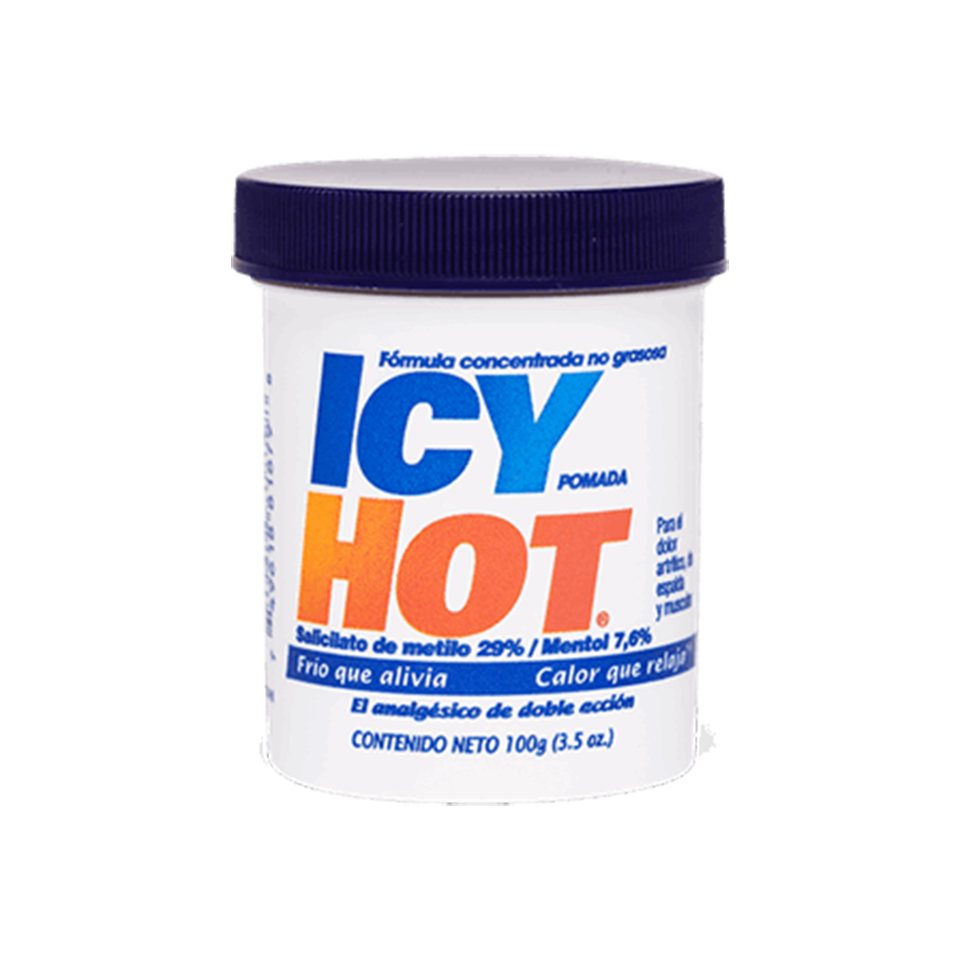 Fórmula concentrada no grasosa
ICY
POMADA
HOT®
Para el
dolor
artrítico, de
espalda
y muscular
Salicilato de metilo 29% / Mentol 7,6%
Frío que alivia Calor que relaja
El analgésico de doble acción
CONTENIDO NETO 100g (3.5 oz.)